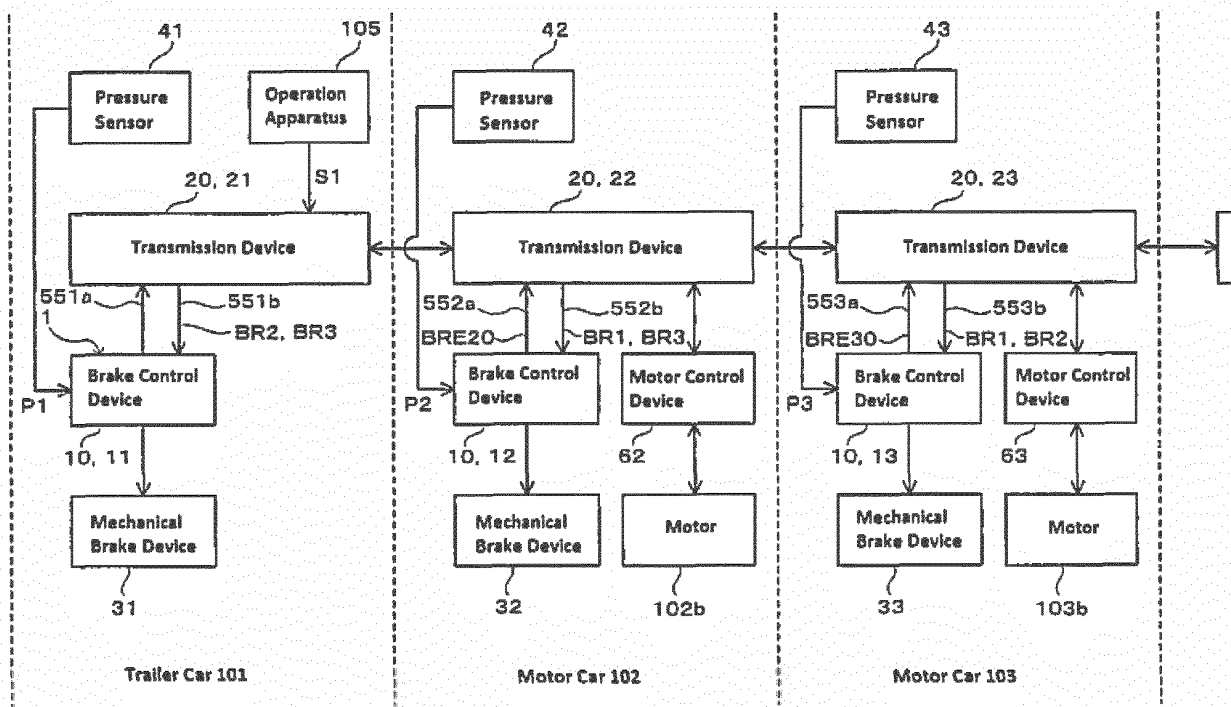 41
105
42
43
Pressure
Sensor
Operation
Apparatus
Pressure
Sensor
Pressure
Sensor
S1
20, 21
20, 22
20, 23
Transmission Device
Transmission Device
Transmission Device
551a
551b
552a
552b
553a
553b
1
BR2, BR3
BRE20
BR1, BR3
BRE30
BR1, BR2
Brake Control
Device
Brake Control
Device
Motor Control
Device
Brake Control
Device
Motor Control
Device
P1
P2
P3
10, 11
10, 12
62
10, 13
63
Mechanical
Brake Device
Mechanical
Brake Device
Motor
Mechanical
Brake Device
Motor
31
32
102b
33
103b
Trailer Car 101
Motor Car 102
Motor Car 103